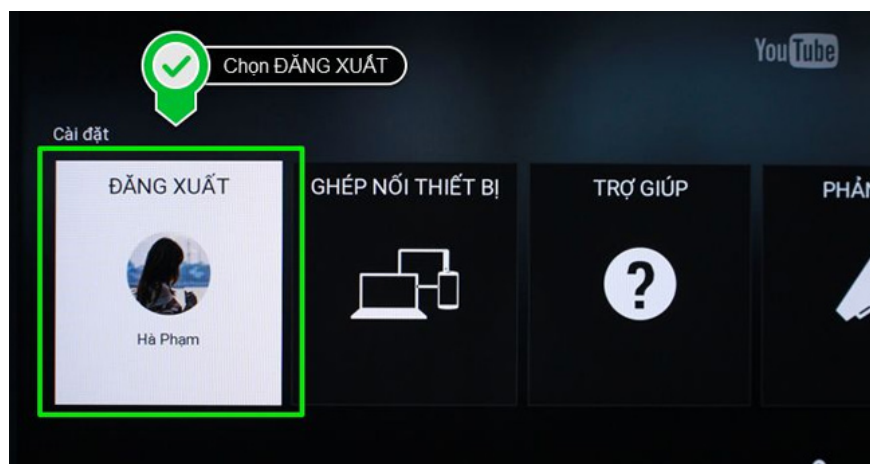 Chọn ĐĂNG XUẤT
YouTube
Cài đặt
ĐĂNG XUẤT
GHÉP NỐI THIẾT BỊ
TRỢ GIÚP
Hà Phạm